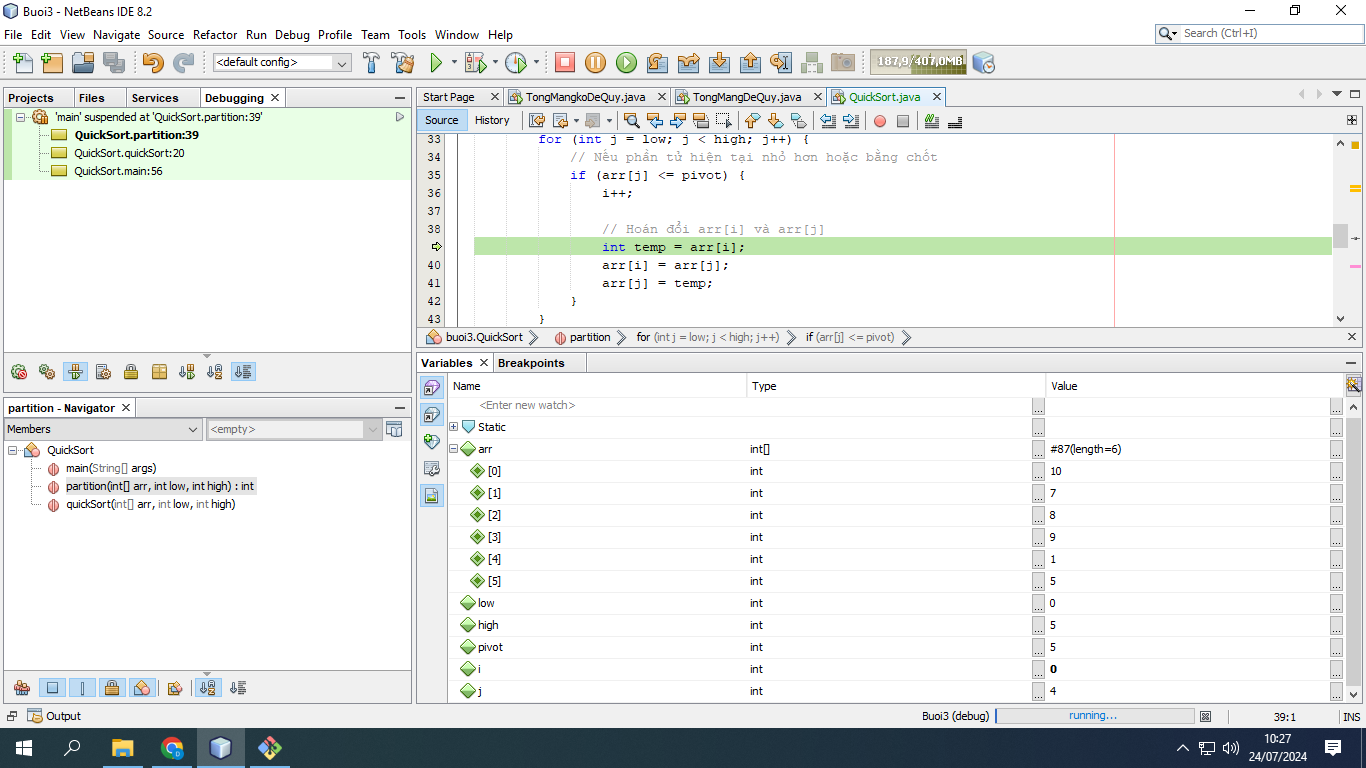 Buoi3 - NetBeans IDE 8.2
File Edit View Navigate Source Refactor Run Debug Profile Team Tools Window Help
Search (Ctrl+I)
<default config>
187,9/407,0MB
Projects Files Services Debugging
Start Page TongMangkoDeQuy.java TongMangDeQuy.java QuickSort.java
'main' suspended at 'QuickSort.partition:39'
QuickSort.partition:39
QuickSort.quickSort:20
QuickSort.main:56
Source History
33 for (int j = low; j < high; j++) {
34 // Nếu phần tử hiện tại nhỏ hơn hoặc bằng chốt
35 if (arr[j] <= pivot) {
36 i++;
37
38 // Hoán đổi arr[i] và arr[j]
int temp = arr[i];
40 arr[i] = arr[j];
41 arr[j] = temp;
42 }
43 }
buoi3.QuickSort partition for (int j = low; j < high; j++) if (arr[j] <= pivot)
partition - Navigator
Members <empty>
QuickSort
main(String[] args)
partition(int[] arr, int low, int high) : int
quickSort(int[] arr, int low, int high)
Variables Breakpoints
Name Type Value
<Enter new watch> ... ...
Static ... ...
arr int[] ... #87(length=6) ...
[0] int ... 10 ...
[1] int ... 7 ...
[2] int ... 8 ...
[3] int ... 9 ...
[4] int ... 1 ...
[5] int ... 5 ...
low int ... 0 ...
high int ... 5 ...
pivot int ... 5 ...
i int ... 0 ...
j int ... 4 ...
Output
Buoi3 (debug) running... 39:1 INS
10:27
24/07/2024